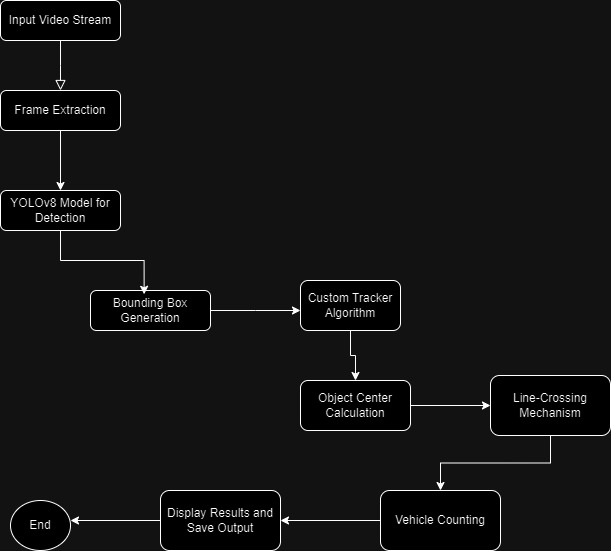 Input Video Stream
Frame Extraction
YOLOv8 Model for
Detection
Bounding Box
Generation
Custom Tracker
Algorithm
Object Center
Calculation
Line-Crossing
Mechanism
Vehicle Counting
Display Results and
Save Output
End